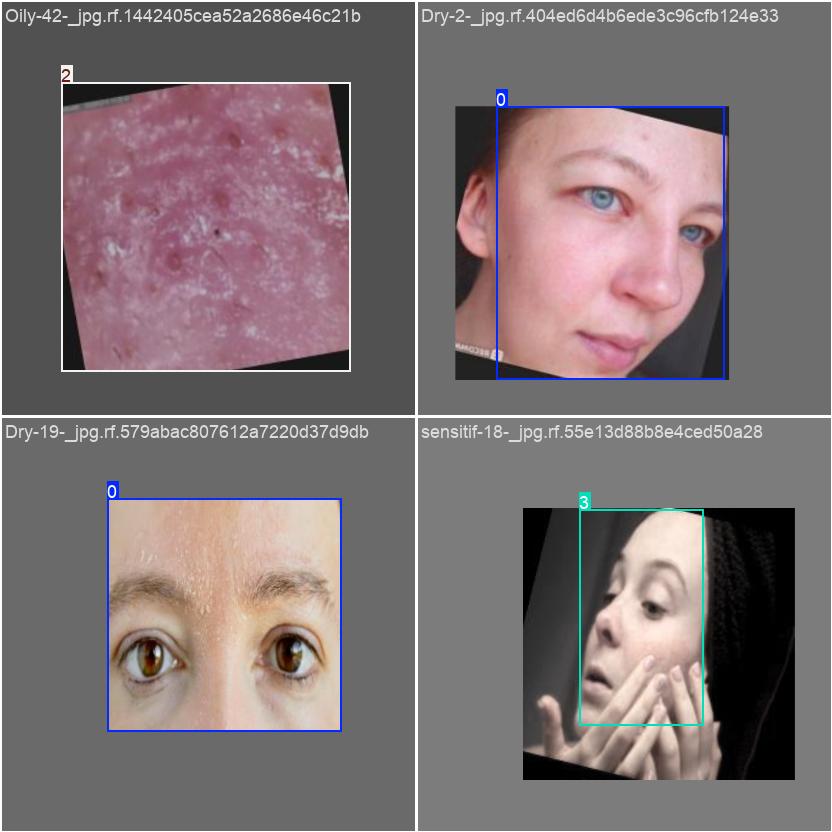 Oily-42-_jpg.rf.1442405cea52a2686e46c21b
Dry-2-_jpg.rf.404ed6d4b6ede3c96cfb124e33
2
0
Dry-19-_jpg.rf.579abac807612a7220d37d9db
sensitif-18-_jpg.rf.55e13d88b8e4ced50a28
0
3